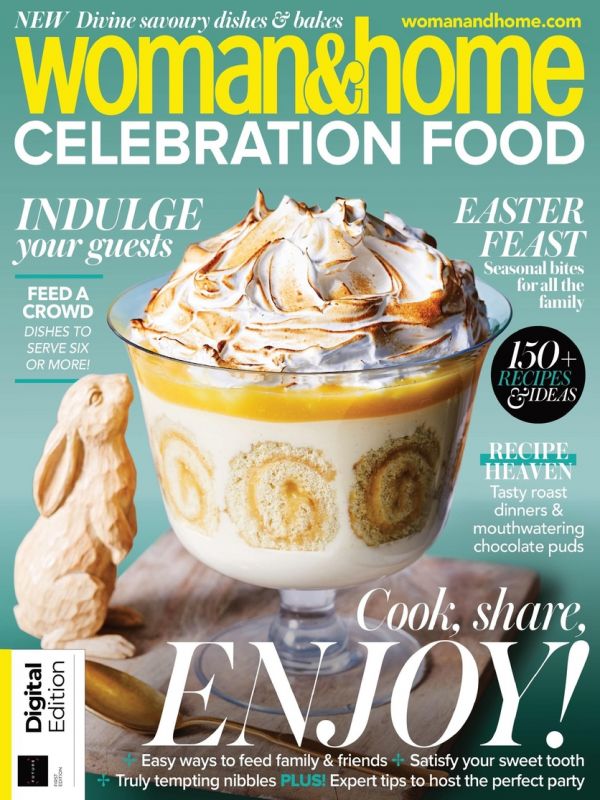 NEW Divine savoury dishes & bakes
womanandhome.com
woman&home
CELEBRATION FOOD
INDULGE
your guests
FEED A
CROWD
DISHES TO
SERVE SIX
OR MORE!
EASTER
FEAST
Seasonal bites
for all the
family
150+
RECIPES
&IDEAS
RECIPE
HEAVEN
Tasty roast
dinners &
mouthwatering
chocolate puds
Cook, share,
ENJOY!
Digital
Edition
FUTURE
FIRST
EDITION
+ Easy ways to feed family & friends + Satisfy your sweet tooth
+ Truly tempting nibbles PLUS! Expert tips to host the perfect party